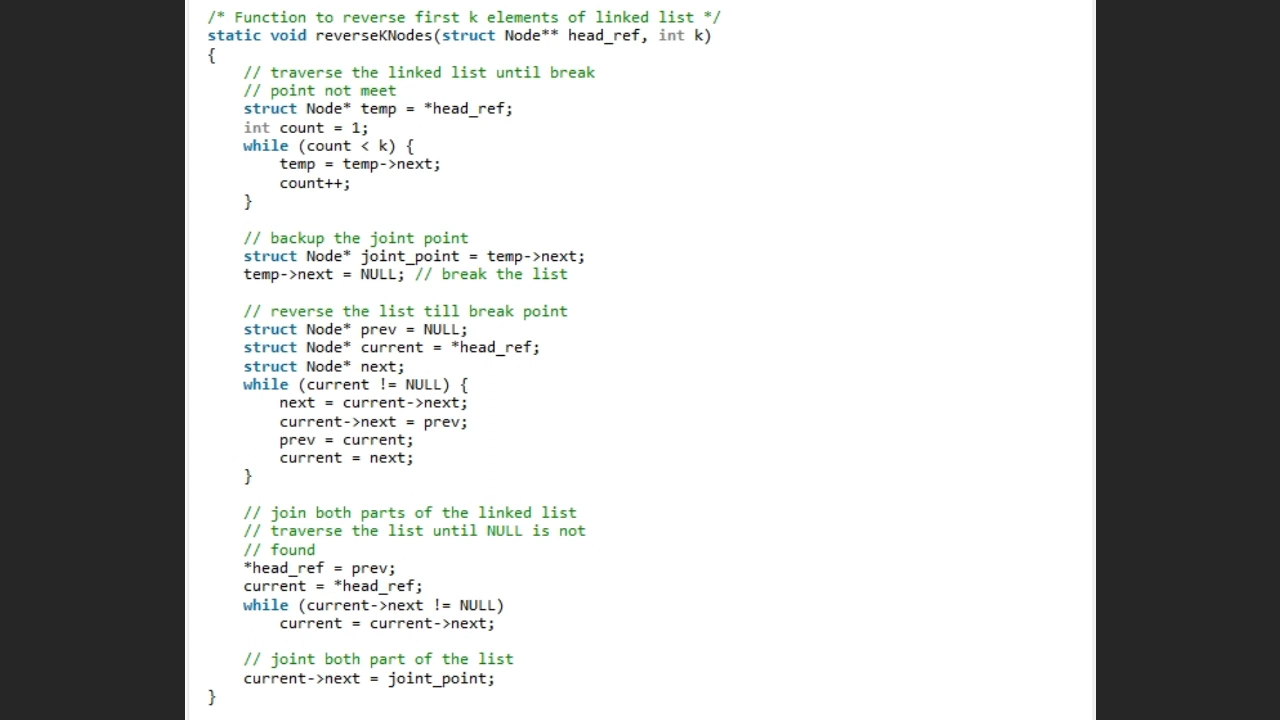 /* Function to reverse first k elements of linked list */
static void reverseKNodes(struct Node** head_ref, int k)
{
    // traverse the linked list until break
    // point not meet
    struct Node* temp = *head_ref;
    int count = 1;
    while (count < k) {
        temp = temp->next;
        count++;
    }
    // backup the joint point
    struct Node* joint_point = temp->next;
    temp->next = NULL; // break the list
    // reverse the list till break point
    struct Node* prev = NULL;
    struct Node* current = *head_ref;
    struct Node* next;
    while (current != NULL) {
        next = current->next;
        current->next = prev;
        prev = current;
        current = next;
    }
    // join both parts of the linked list
    // traverse the list until NULL is not
    // found
    *head_ref = prev;
    current = *head_ref;
    while (current->next != NULL)
        current = current->next;
    // joint both part of the list
    current->next = joint_point;
}